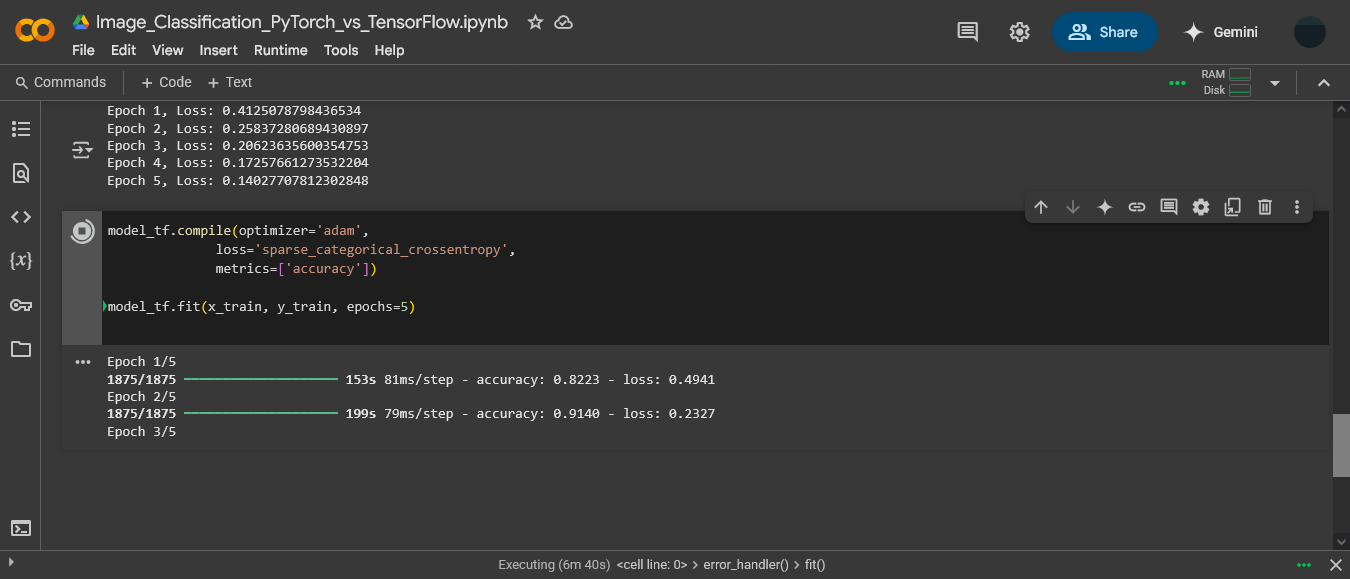 Image_Classification_PyTorch_vs_TensorFlow.ipynb
File Edit View Insert Runtime Tools Help
Share
Gemini
Commands + Code + Text
RAM
Disk
Epoch 1, Loss: 0.4125078798436534
Epoch 2, Loss: 0.25837280689430897
Epoch 3, Loss: 0.20623635600354753
Epoch 4, Loss: 0.17257661273532204
Epoch 5, Loss: 0.14027707812302848
model_tf.compile(optimizer='adam',
loss='sparse_categorical_crossentropy',
metrics=['accuracy'])
model_tf.fit(x_train, y_train, epochs=5)
Epoch 1/5
1875/1875 153s 81ms/step - accuracy: 0.8223 - loss: 0.4941
Epoch 2/5
1875/1875 199s 79ms/step - accuracy: 0.9140 - loss: 0.2327
Epoch 3/5
Executing (6m 40s) <cell line: 0> > error_handler() > fit()